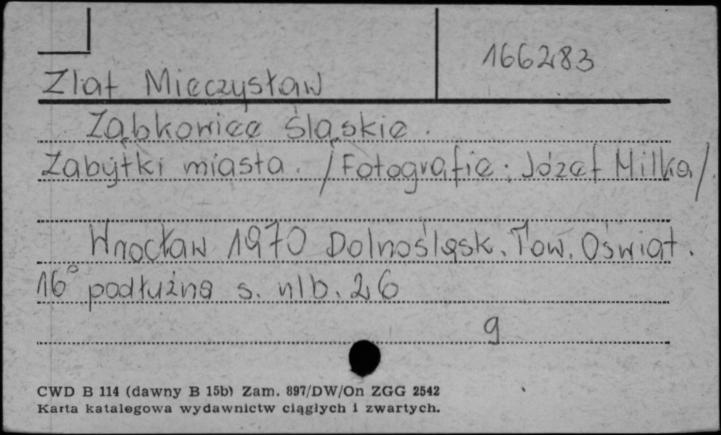 166283
Zlat Mieczysław
Ząbkowice Śląskie.
Zabytki miasta. /Fotografie: Józef Milka/.
Wrocław 1970 Dolnośląsk. Tow. Oświat.
16° podłużna s. nlb. 26
g
CWD B 114 (dawny B 15b) Zam. 897/DW/On ZGG 2542
Karta katalogowa wydawnictw ciągłych i zwartych.